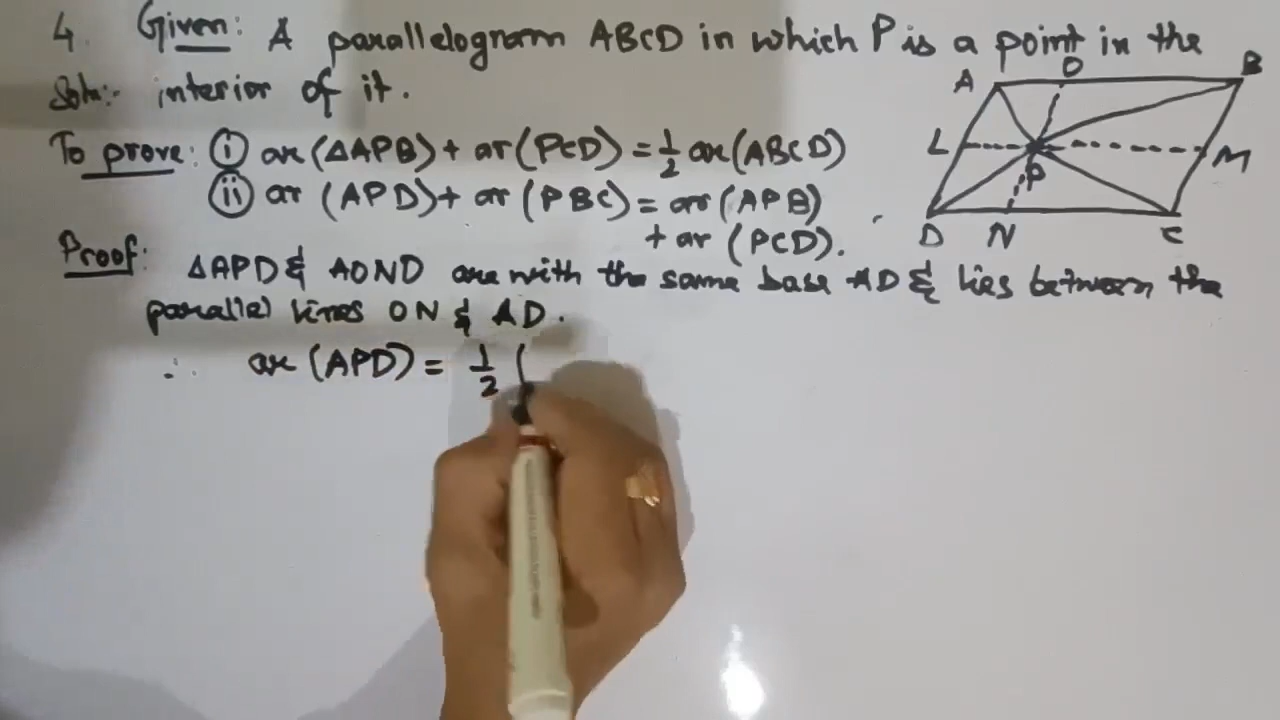 4. Given: A parallelogram ABCD in which P is a point in the
Soln:- interior of it.
To prove: (i) ar (ΔAPB) + ar (PCD) = 1/2 ar (ABCD)
(ii) ar (APD) + ar (PBC) = ar (APB)
+ ar (PCD).
Proof: ΔAPD & AOND are with the same base AD & lies between the
parallel lines ON & AD.
∴ ar (APD) = 1/2 (
A O B
L P M
D N C